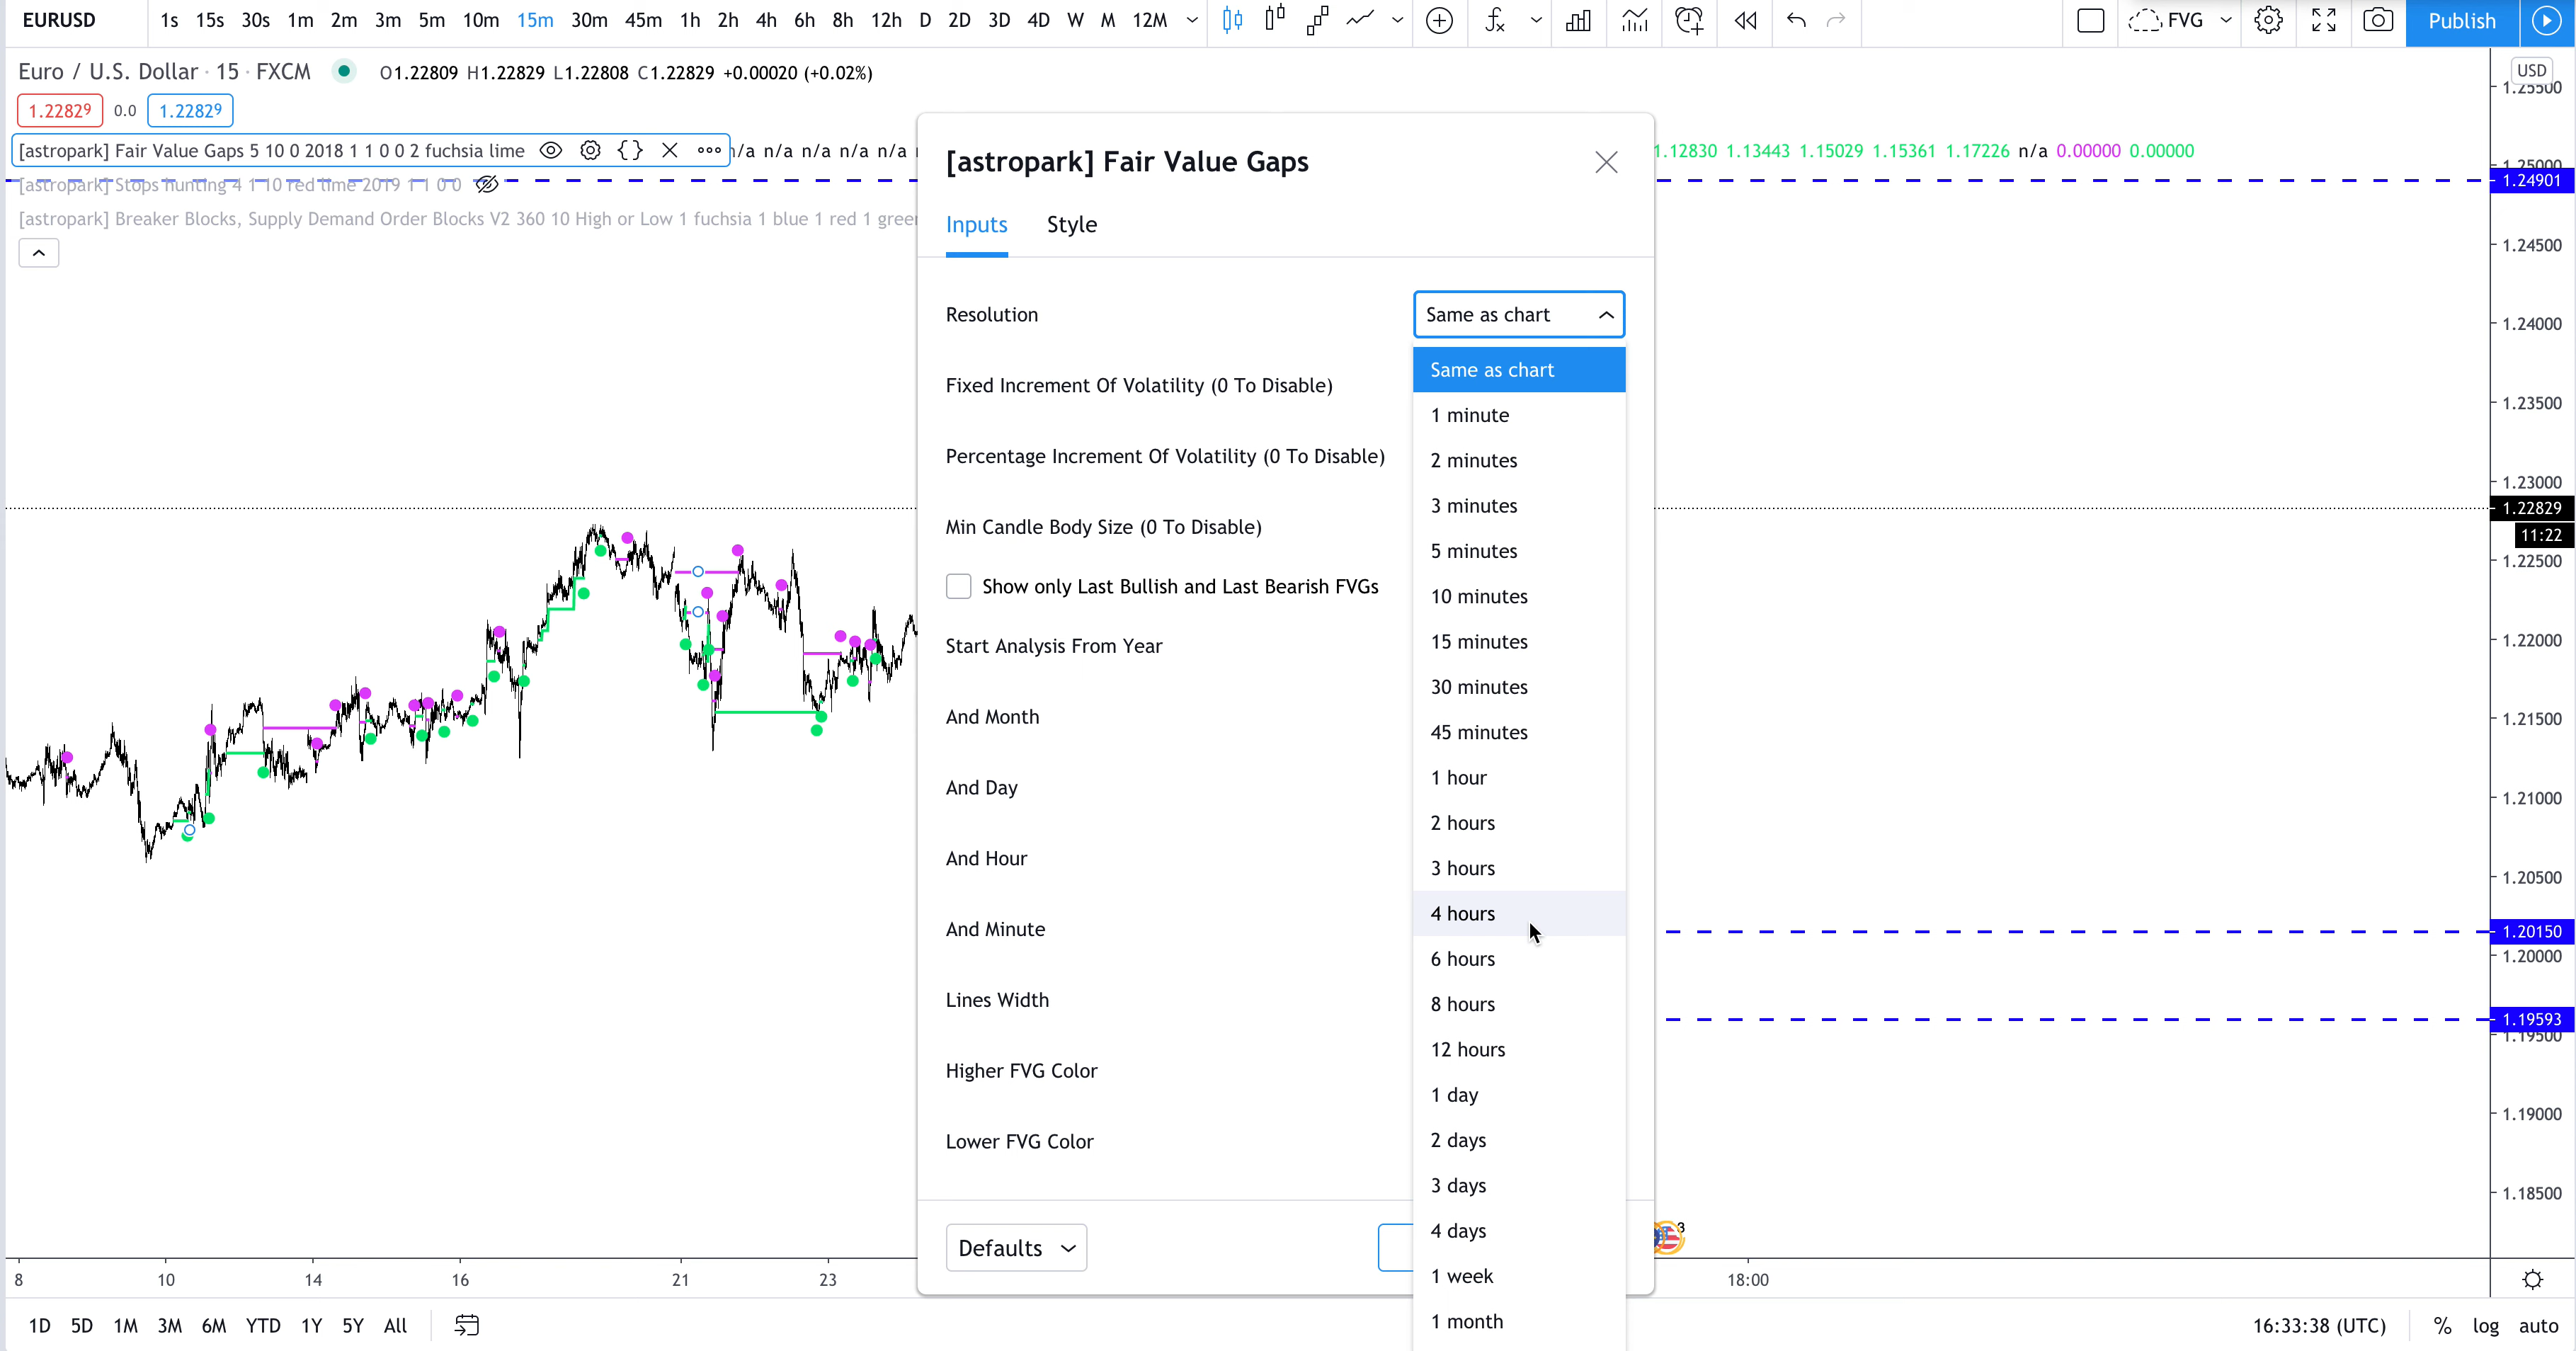 EURUSD 1s 15s 30s 1m 2m 3m 5m 10m 15m 30m 45m 1h 2h 4h 6h 8h 12h D 2D 3D 4D W M 12M FVG Publish
Euro / U.S. Dollar · 15 · FXCM O1.22809 H1.22829 L1.22808 C1.22829 +0.00020 (+0.02%)
USD
1.25500
1.22829 0.0 1.22829
[astropark] Fair Value Gaps 5 10 0 2018 1 1 0 0 2 fuchsia lime n/a n/a n/a n/a n/a
1.12830 1.13443 1.15029 1.15361 1.17226 n/a 0.00000 0.00000
[astropark] Stops hunting 4 1 10 red lime 2019 1 1 0 0
[astropark] Breaker Blocks, Supply Demand Order Blocks V2 360 10 High or Low 1 fuchsia 1 blue 1 red 1 green
[astropark] Fair Value Gaps
Inputs Style
Resolution
Fixed Increment Of Volatility (0 To Disable)
Percentage Increment Of Volatility (0 To Disable)
Min Candle Body Size (0 To Disable)
Show only Last Bullish and Last Bearish FVGs
Start Analysis From Year
And Month
And Day
And Hour
And Minute
Lines Width
Higher FVG Color
Lower FVG Color
Defaults
Same as chart
Same as chart
1 minute
2 minutes
3 minutes
5 minutes
10 minutes
15 minutes
30 minutes
45 minutes
1 hour
2 hours
3 hours
4 hours
6 hours
8 hours
12 hours
1 day
2 days
3 days
4 days
1 week
1 month
1.25000
1.24901
1.24500
1.24000
1.23500
1.23000
1.22829
11:22
1.22500
1.22000
1.21500
1.21000
1.20500
1.20150
1.20000
1.19593
1.19500
1.19000
1.18500
3
8 10 14 16 21 23 18:00
1D 5D 1M 3M 6M YTD 1Y 5Y All 16:33:38 (UTC) % log auto